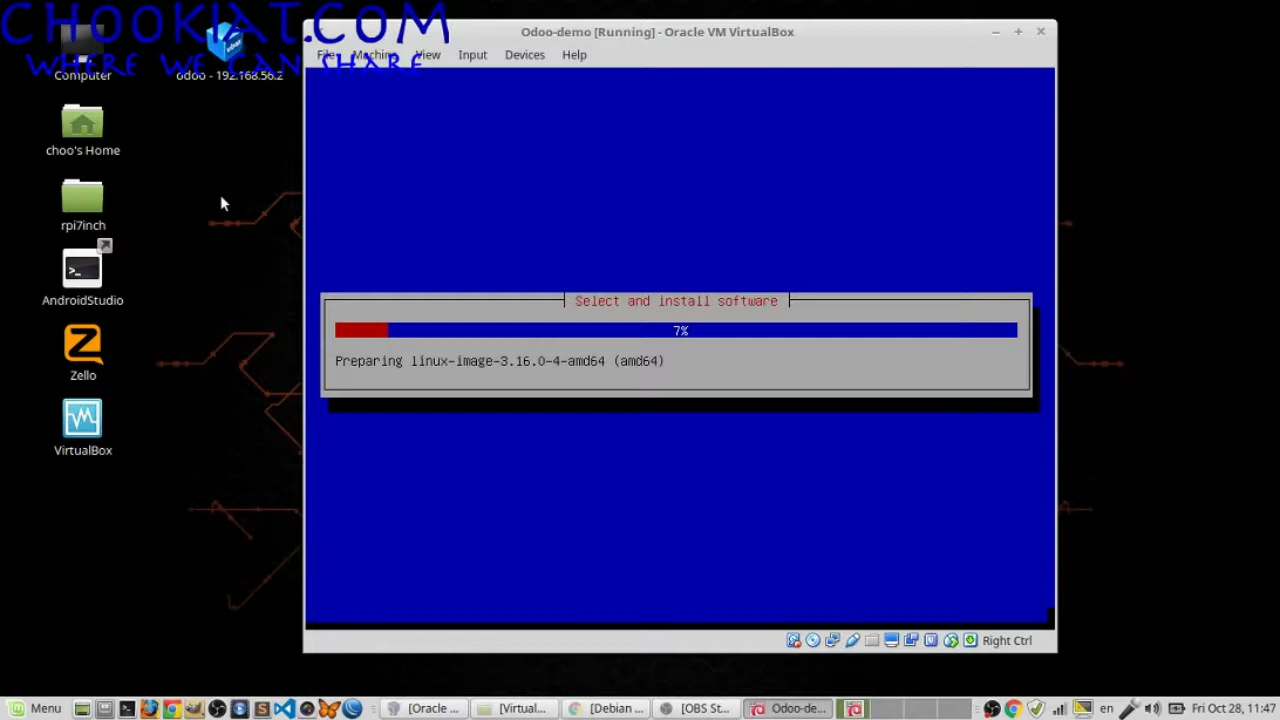 CHOOKIAT.COM
WHERE WE CAN SHARE
Computer
odoo - 192.168.56.2
choo's Home
rpi7inch
AndroidStudio
Zello
VirtualBox
Odoo-demo [Running] - Oracle VM VirtualBox
File Machine View Input Devices Help
Select and install software
7%
Preparing linux-image-3.16.0-4-amd64 (amd64)
Right Ctrl
Menu
[Oracle ...
[Virtual...
[Debian ...
[OBS St...
Odoo-de...
en
Fri Oct 28, 11:47